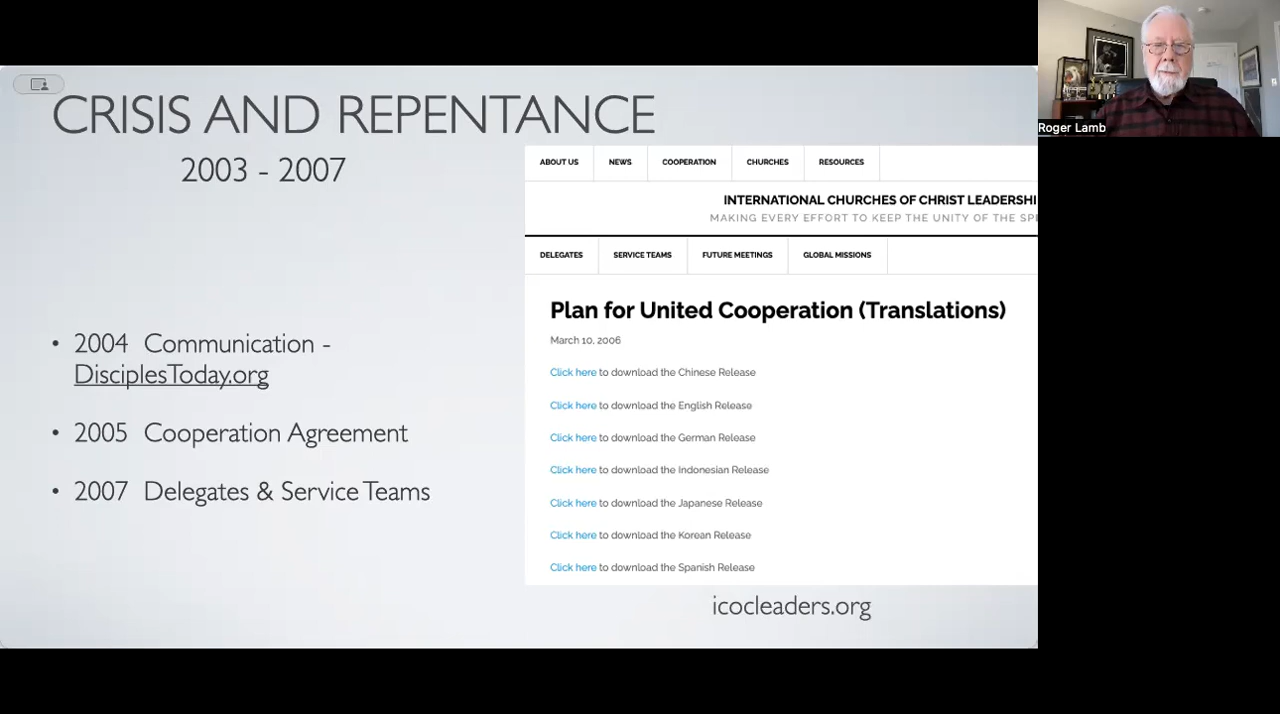 CRISIS AND REPENTANCE
2003 - 2007
• 2004 Communication -
DisciplesToday.org
• 2005 Cooperation Agreement
• 2007 Delegates & Service Teams
ABOUT US NEWS COOPERATION CHURCHES RESOURCES
INTERNATIONAL CHURCHES OF CHRIST LEADERSHI
MAKING EVERY EFFORT TO KEEP THE UNITY OF THE SP
DELEGATES SERVICE TEAMS FUTURE MEETINGS GLOBAL MISSIONS
Plan for United Cooperation (Translations)
March 10, 2006
Click here to download the Chinese Release
Click here to download the English Release
Click here to download the German Release
Click here to download the Indonesian Release
Click here to download the Japanese Release
Click here to download the Korean Release
Click here to download the Spanish Release
icocleaders.org
Roger Lamb